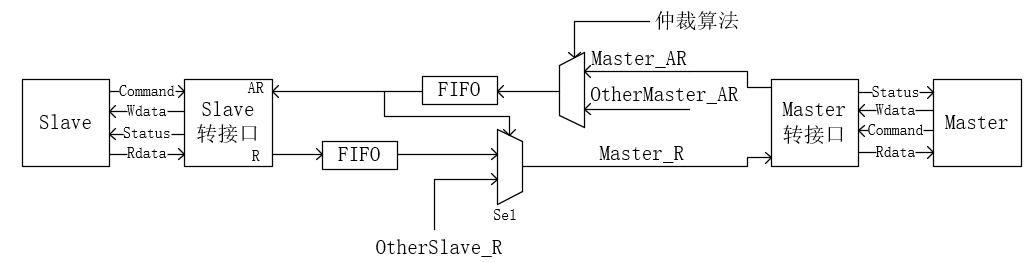 仲裁算法
Master_AR
OtherMaster_AR
FIFO
Slave
Command
Wdata
Status
Rdata
AR
Slave
转接口
R
FIFO
Sel
OtherSlave_R
Master_R
Master
转接口
Status
Wdata
Command
Rdata
Master